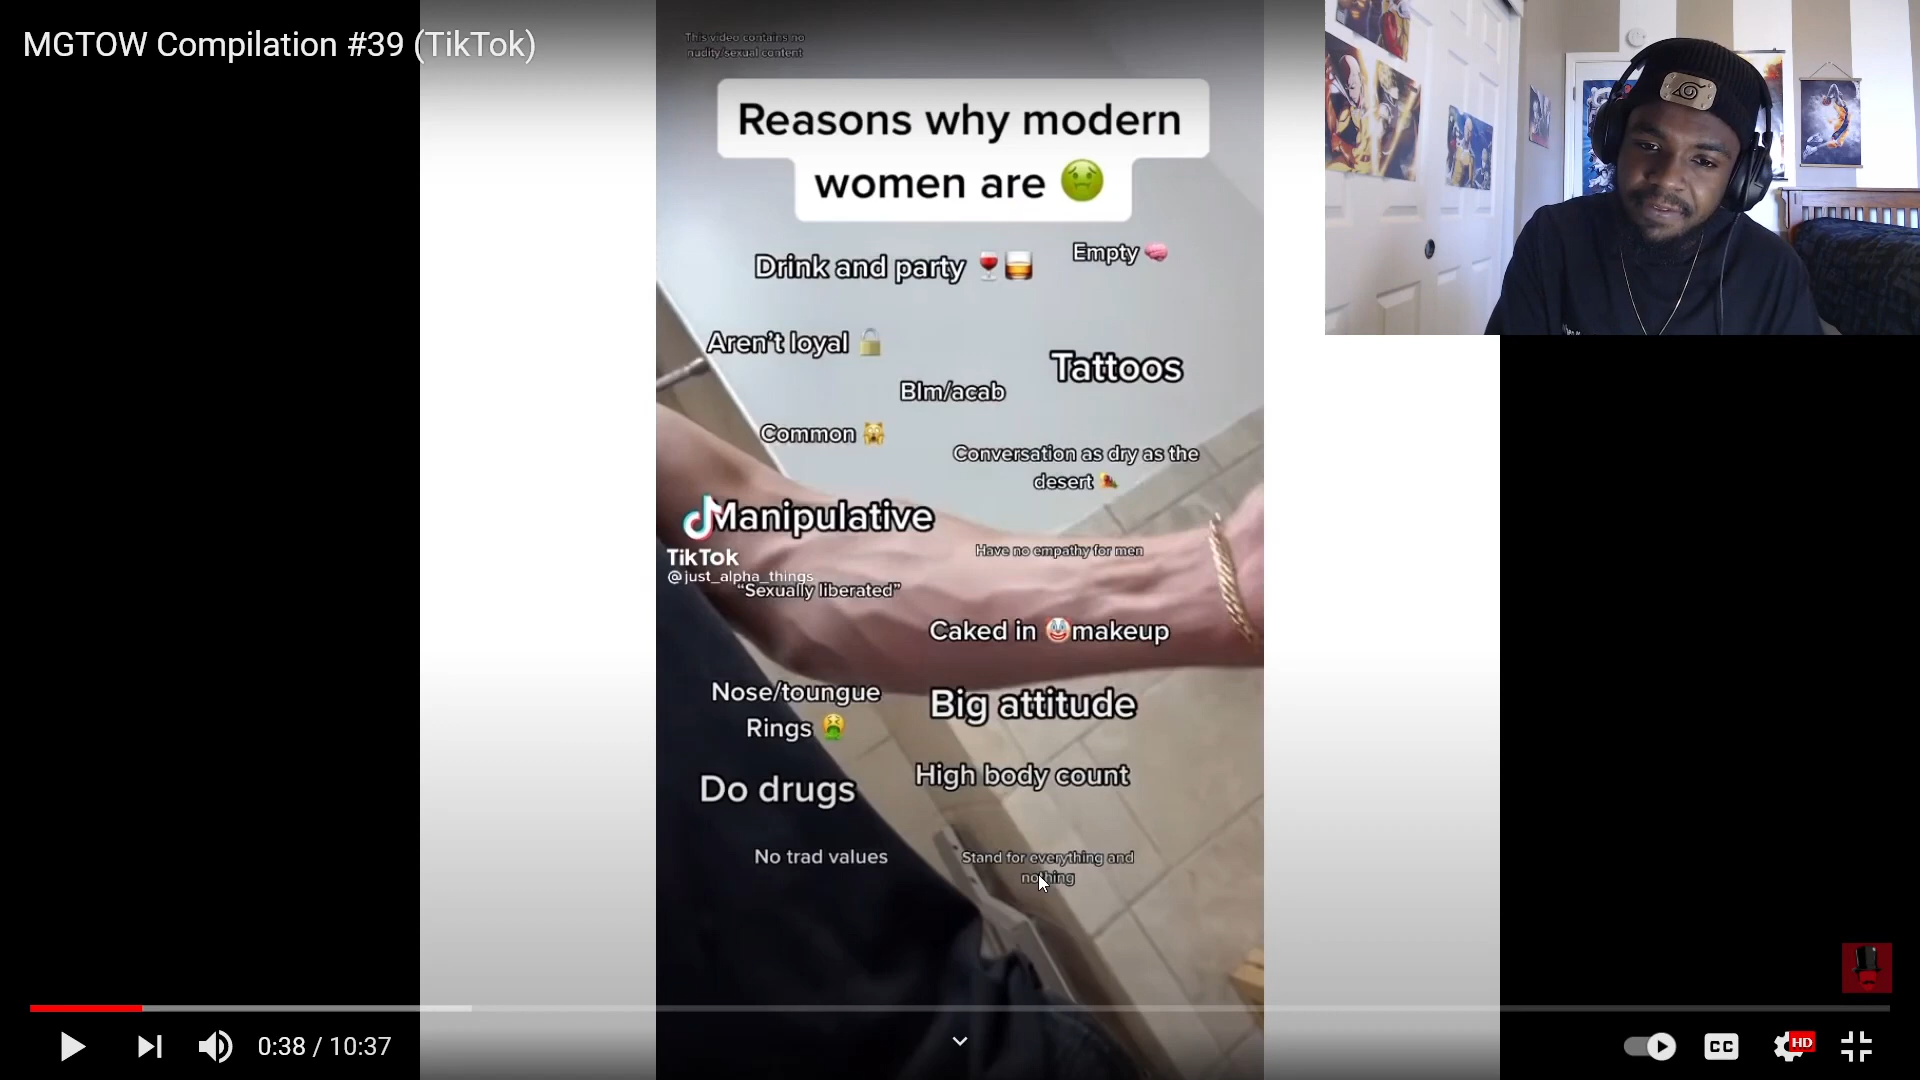 MGTOW Compilation #39 (TikTok)
This video contains no
nudity/sexual content
Reasons why modern
women are 🤢
Drink and party 🍷🥃
Empty 🧠
Aren't loyal 🔓
Tattoos
Blm/acab
Common 🙀
Conversation as dry as the
desert 🐪
Manipulative
Have no empathy for men
TikTok
@just_alpha_things
"Sexually liberated"
Caked in 🤡makeup
Nose/toungue
Rings 🤮
Big attitude
High body count
Do drugs
No trad values
Stand for everything and
nothing
0:38 / 10:37
CC
HD